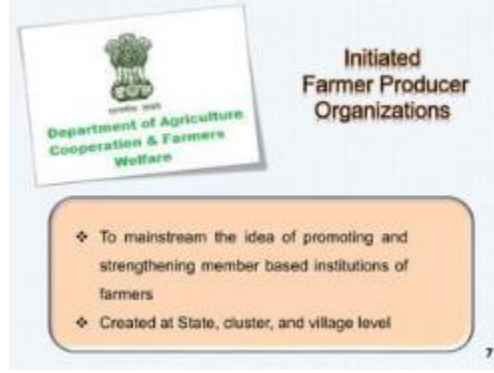 Department of Agriculture
Cooperation & Farmers
Welfare
Initiated
Farmer Producer
Organizations
❖ To mainstream the idea of promoting and
strengthening member based institutions of
farmers
❖ Created at State, cluster, and village level
7